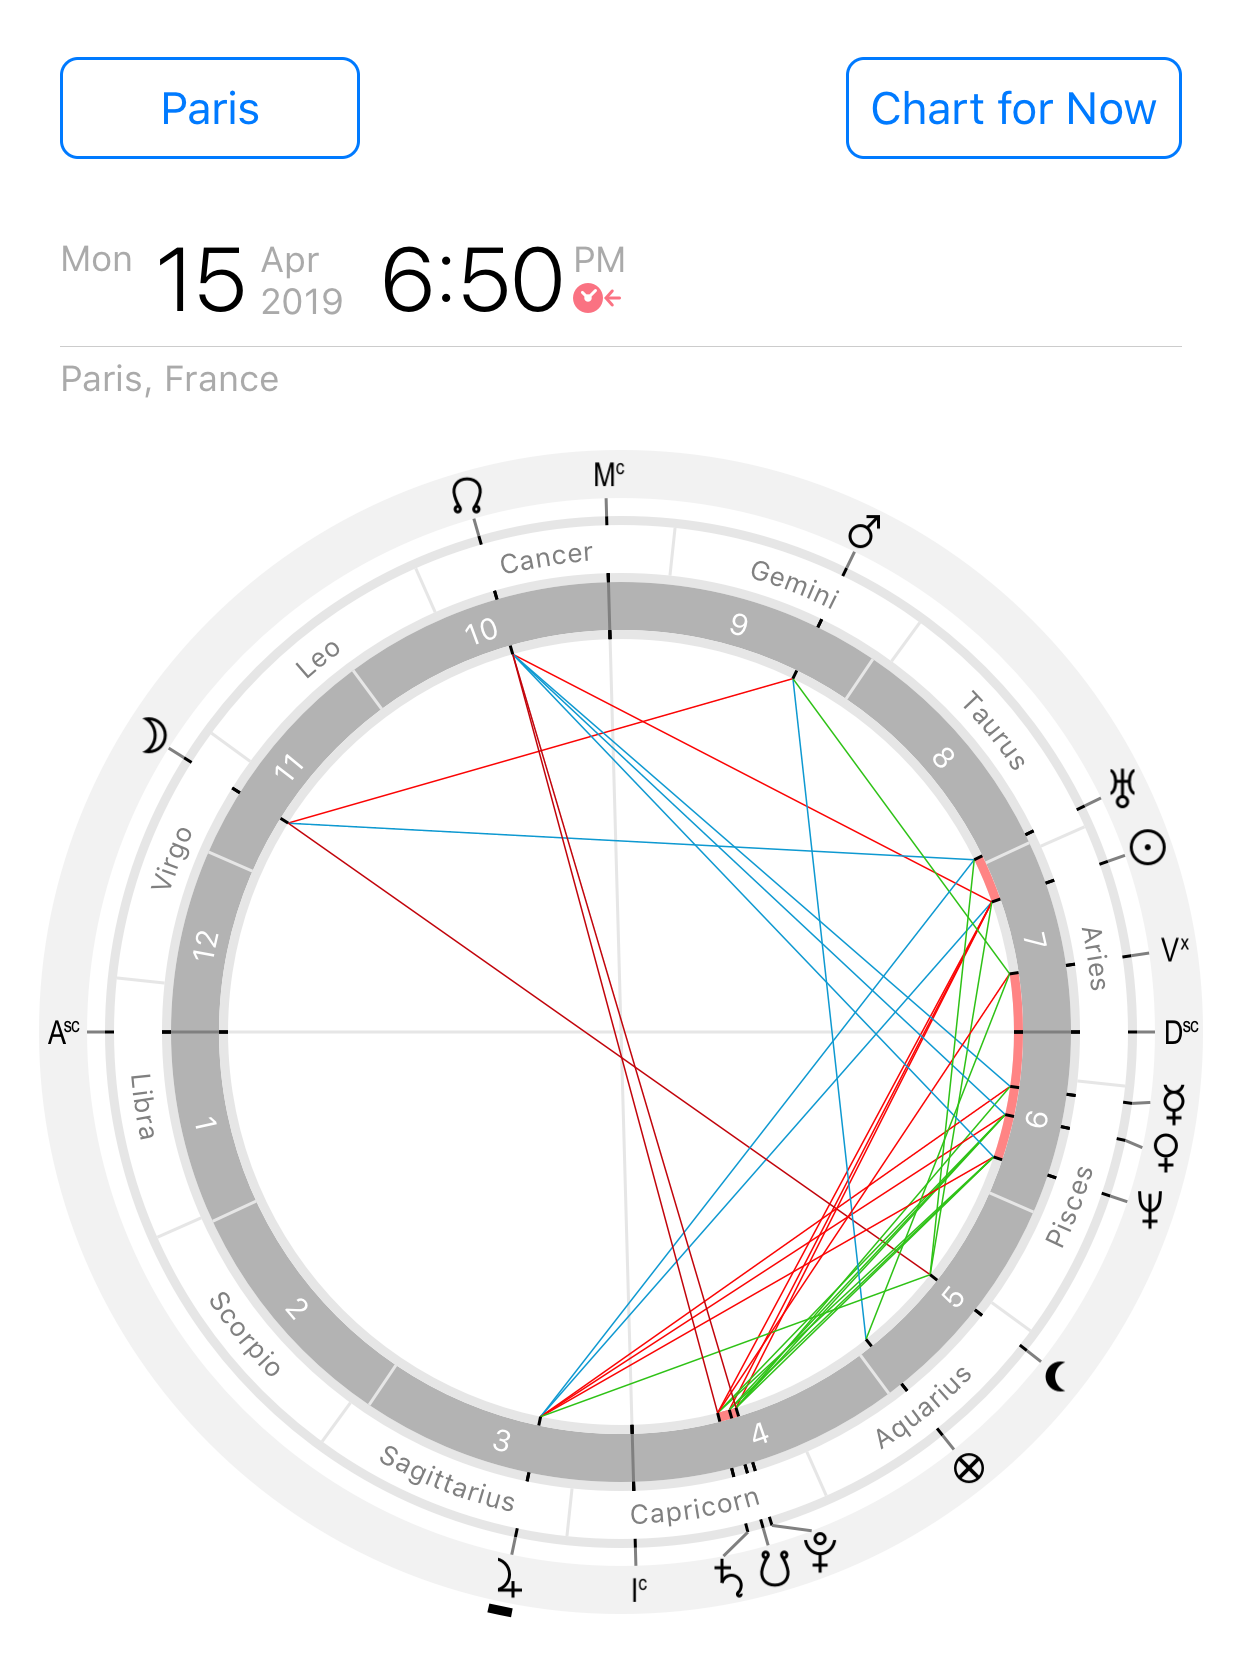 Paris
Chart for Now
Mon 15 Apr 2019 6:50 PM
Paris, France
Mc
Cancer
Gemini
Leo
Taurus
10
9
11
8
Virgo
Aries
12
7
Vx
Asc
Dsc
Libra
1
6
Pisces
Scorpio
2
5
Aquarius
3
4
Sagittarius
Capricorn
Ic